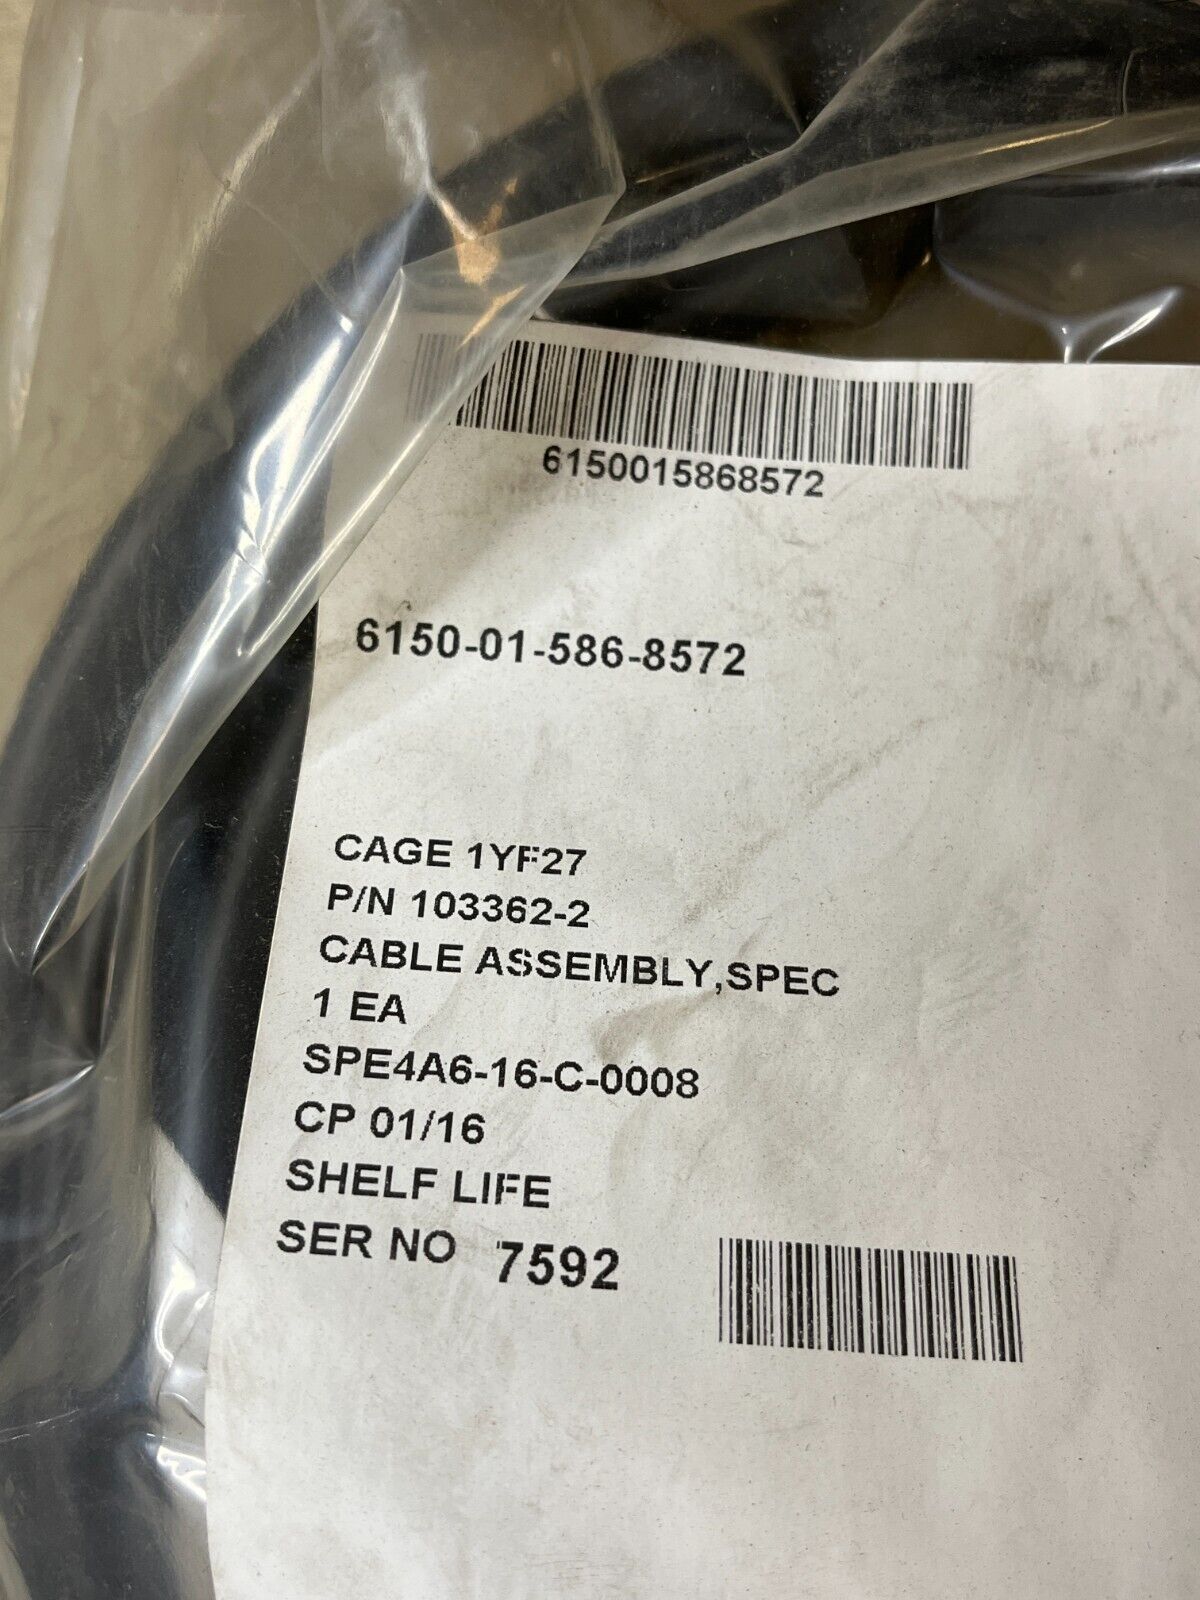 6150015868572
6150-01-586-8572
CAGE 1YF27
P/N 103362-2
CABLE ASSEMBLY,SPEC
1 EA
SPE4A6-16-C-0008
CP 01/16
SHELF LIFE
SER NO 7592